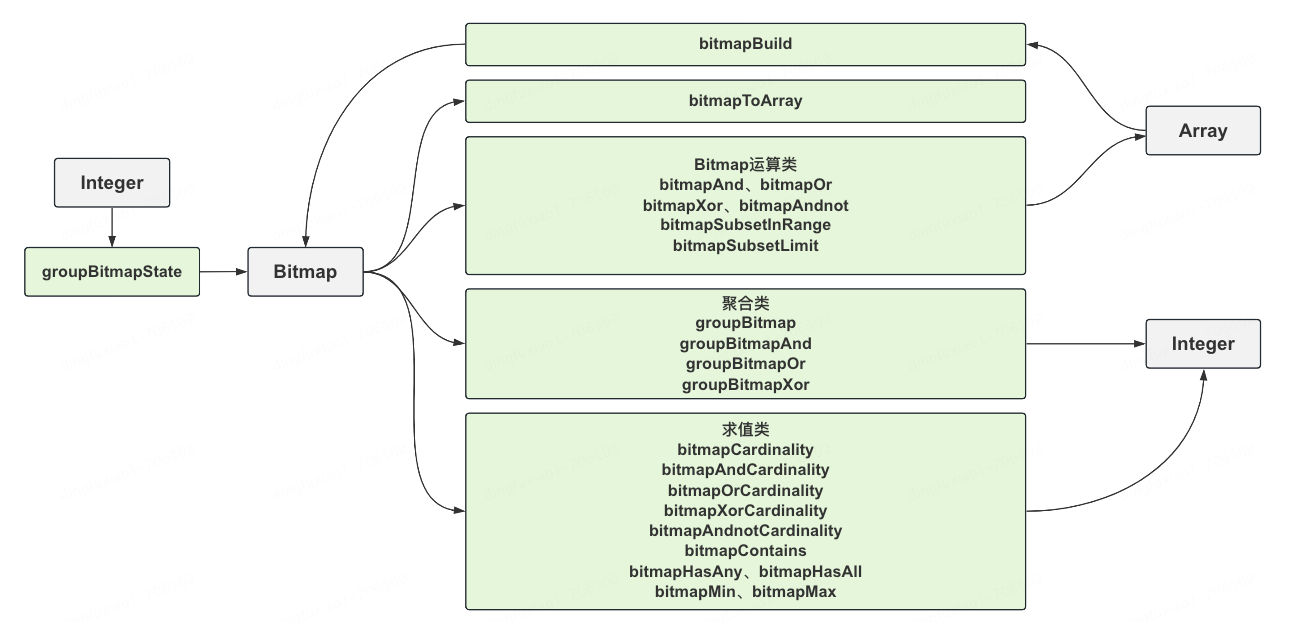 Integer
groupBitmapState
Bitmap
bitmapBuild
bitmapToArray
Bitmap运算类
bitmapAnd、bitmapOr
bitmapXor、bitmapAndnot
bitmapSubsetInRange
bitmapSubsetLimit
聚合类
groupBitmap
groupBitmapAnd
groupBitmapOr
groupBitmapXor
求值类
bitmapCardinality
bitmapAndCardinality
bitmapOrCardinality
bitmapXorCardinality
bitmapAndnotCardinality
bitmapContains
bitmapHasAny、bitmapHasAll
bitmapMin、bitmapMax
Array
Integer